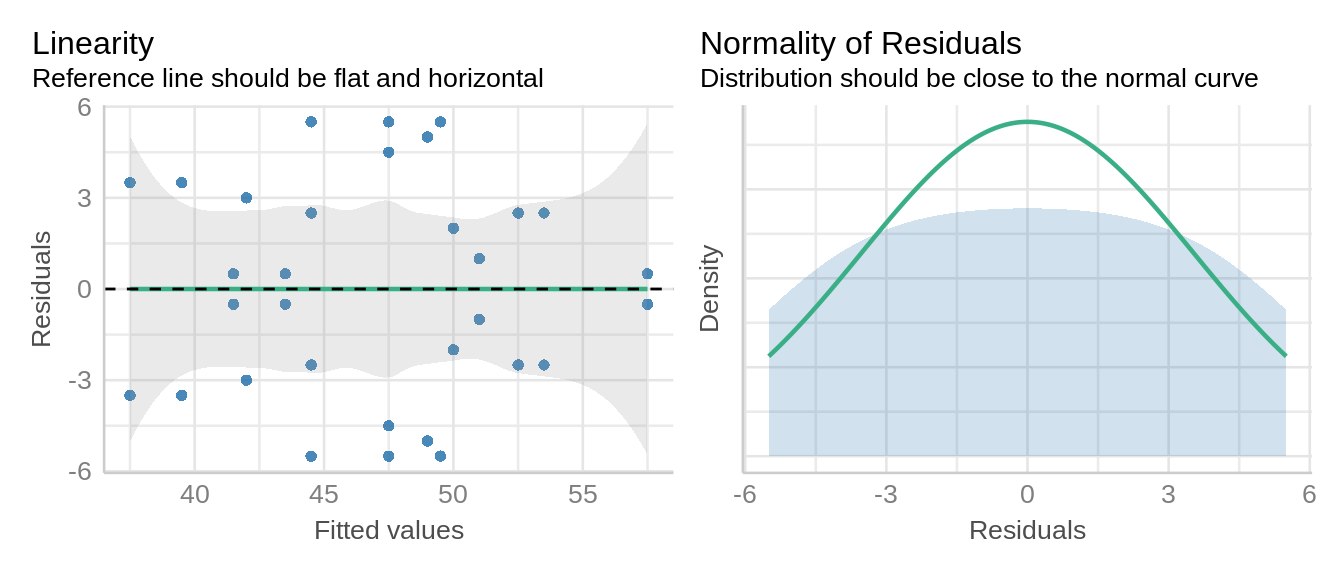 Linearity
Reference line should be flat and horizontal
6
3
0
-3
-6
Residuals
40 45 50 55
Fitted values
Normality of Residuals
Distribution should be close to the normal curve
Density
-6 -3 0 3 6
Residuals